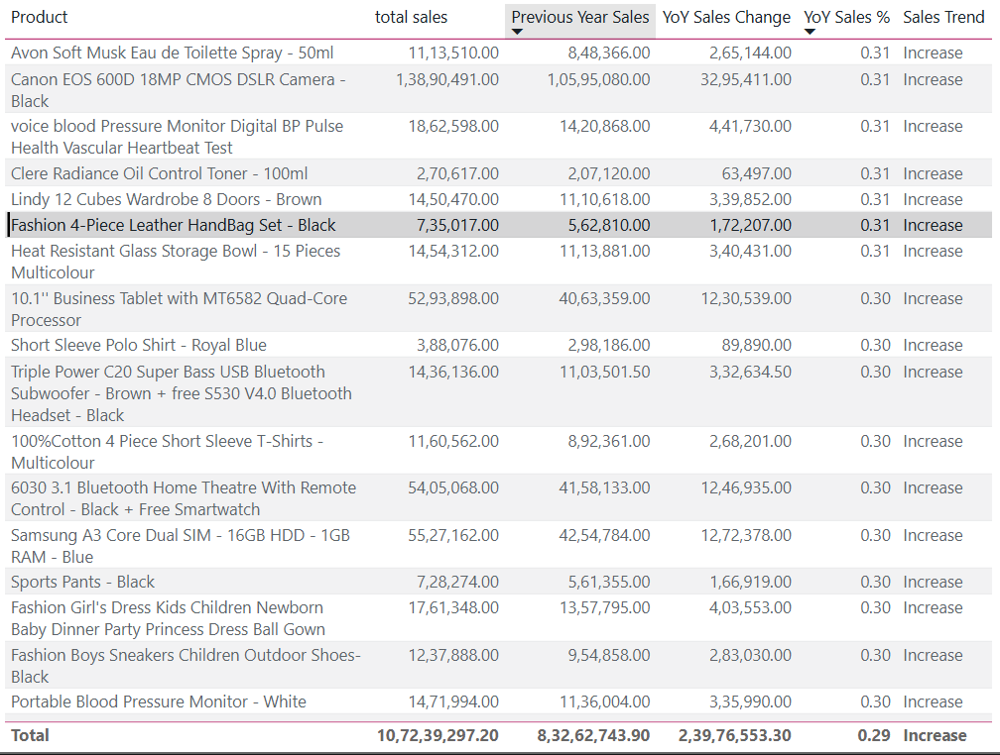 Product total sales Previous Year Sales YoY Sales Change YoY Sales % Sales Trend
Avon Soft Musk Eau de Toilette Spray - 50ml 11,13,510.00 8,48,366.00 2,65,144.00 0.31 Increase
Canon EOS 600D 18MP CMOS DSLR Camera - 1,38,90,491.00 1,05,95,080.00 32,95,411.00 0.31 Increase
Black
voice blood Pressure Monitor Digital BP Pulse 18,62,598.00 14,20,868.00 4,41,730.00 0.31 Increase
Health Vascular Heartbeat Test
Clere Radiance Oil Control Toner - 100ml 2,70,617.00 2,07,120.00 63,497.00 0.31 Increase
Lindy 12 Cubes Wardrobe 8 Doors - Brown 14,50,470.00 11,10,618.00 3,39,852.00 0.31 Increase
Fashion 4-Piece Leather HandBag Set - Black 7,35,017.00 5,62,810.00 1,72,207.00 0.31 Increase
Heat Resistant Glass Storage Bowl - 15 Pieces 14,54,312.00 11,13,881.00 3,40,431.00 0.31 Increase
Multicolour
10.1'' Business Tablet with MT6582 Quad-Core 52,93,898.00 40,63,359.00 12,30,539.00 0.30 Increase
Processor
Short Sleeve Polo Shirt - Royal Blue 3,88,076.00 2,98,186.00 89,890.00 0.30 Increase
Triple Power C20 Super Bass USB Bluetooth 14,36,136.00 11,03,501.50 3,32,634.50 0.30 Increase
Subwoofer - Brown + free S530 V4.0 Bluetooth
Headset - Black
100%Cotton 4 Piece Short Sleeve T-Shirts - 11,60,562.00 8,92,361.00 2,68,201.00 0.30 Increase
Multicolour
6030 3.1 Bluetooth Home Theatre With Remote 54,05,068.00 41,58,133.00 12,46,935.00 0.30 Increase
Control - Black + Free Smartwatch
Samsung A3 Core Dual SIM - 16GB HDD - 1GB 55,27,162.00 42,54,784.00 12,72,378.00 0.30 Increase
RAM - Blue
Sports Pants - Black 7,28,274.00 5,61,355.00 1,66,919.00 0.30 Increase
Fashion Girl's Dress Kids Children Newborn 17,61,348.00 13,57,795.00 4,03,553.00 0.30 Increase
Baby Dinner Party Princess Dress Ball Gown
Fashion Boys Sneakers Children Outdoor Shoes- 12,37,888.00 9,54,858.00 2,83,030.00 0.30 Increase
Black
Portable Blood Pressure Monitor - White 14,71,994.00 11,36,004.00 3,35,990.00 0.30 Increase
Total 10,72,39,297.20 8,32,62,743.90 2,39,76,553.30 0.29 Increase